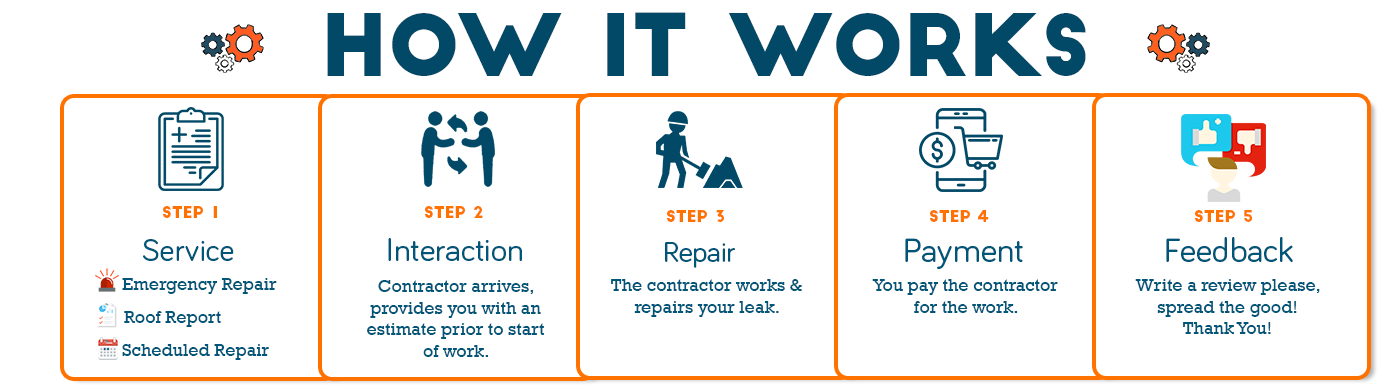 HOW IT WORKS
STEP 1
Service
Emergency Repair
Roof Report
Scheduled Repair
STEP 2
Interaction
Contractor arrives,
provides you with an
estimate prior to start
of work.
STEP 3
Repair
The contractor works &
repairs your leak.
STEP 4
Payment
You pay the contractor
for the work.
STEP 5
Feedback
Write a review please,
spread the good!
Thank You!